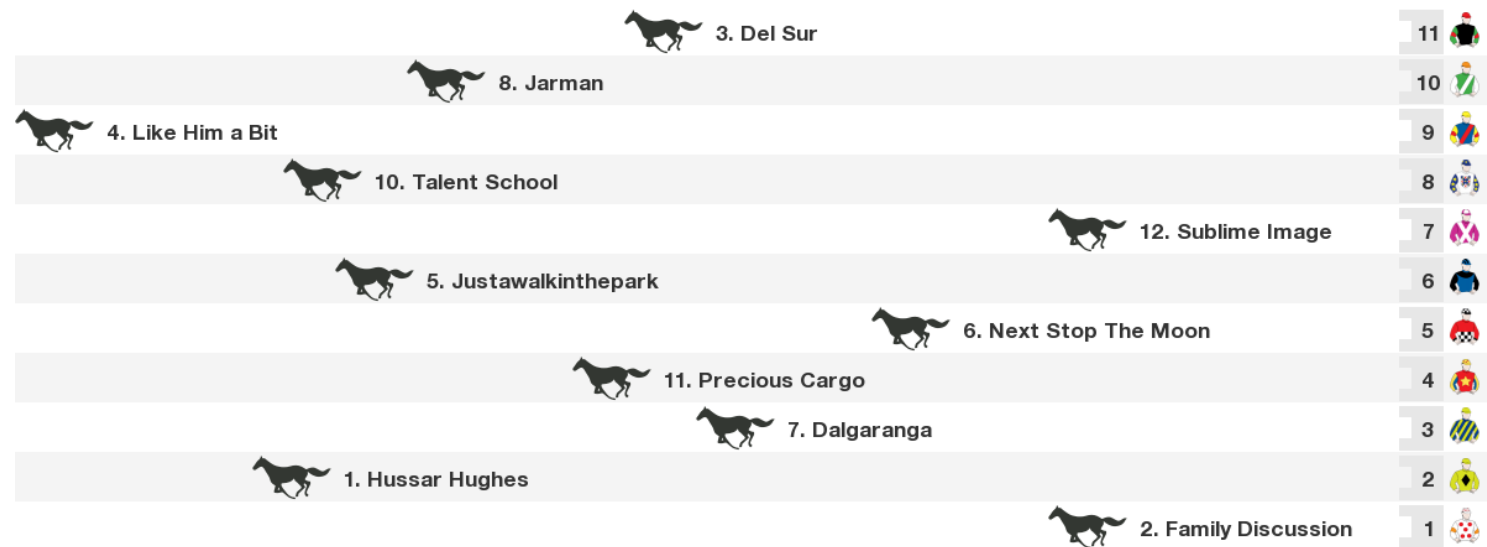 3. Del Sur 11
8. Jarman 10
4. Like Him a Bit 9
10. Talent School 8
12. Sublime Image 7
5. Justawalkinthepark 6
6. Next Stop The Moon 5
11. Precious Cargo 4
7. Dalgaranga 3
1. Hussar Hughes 2
2. Family Discussion 1